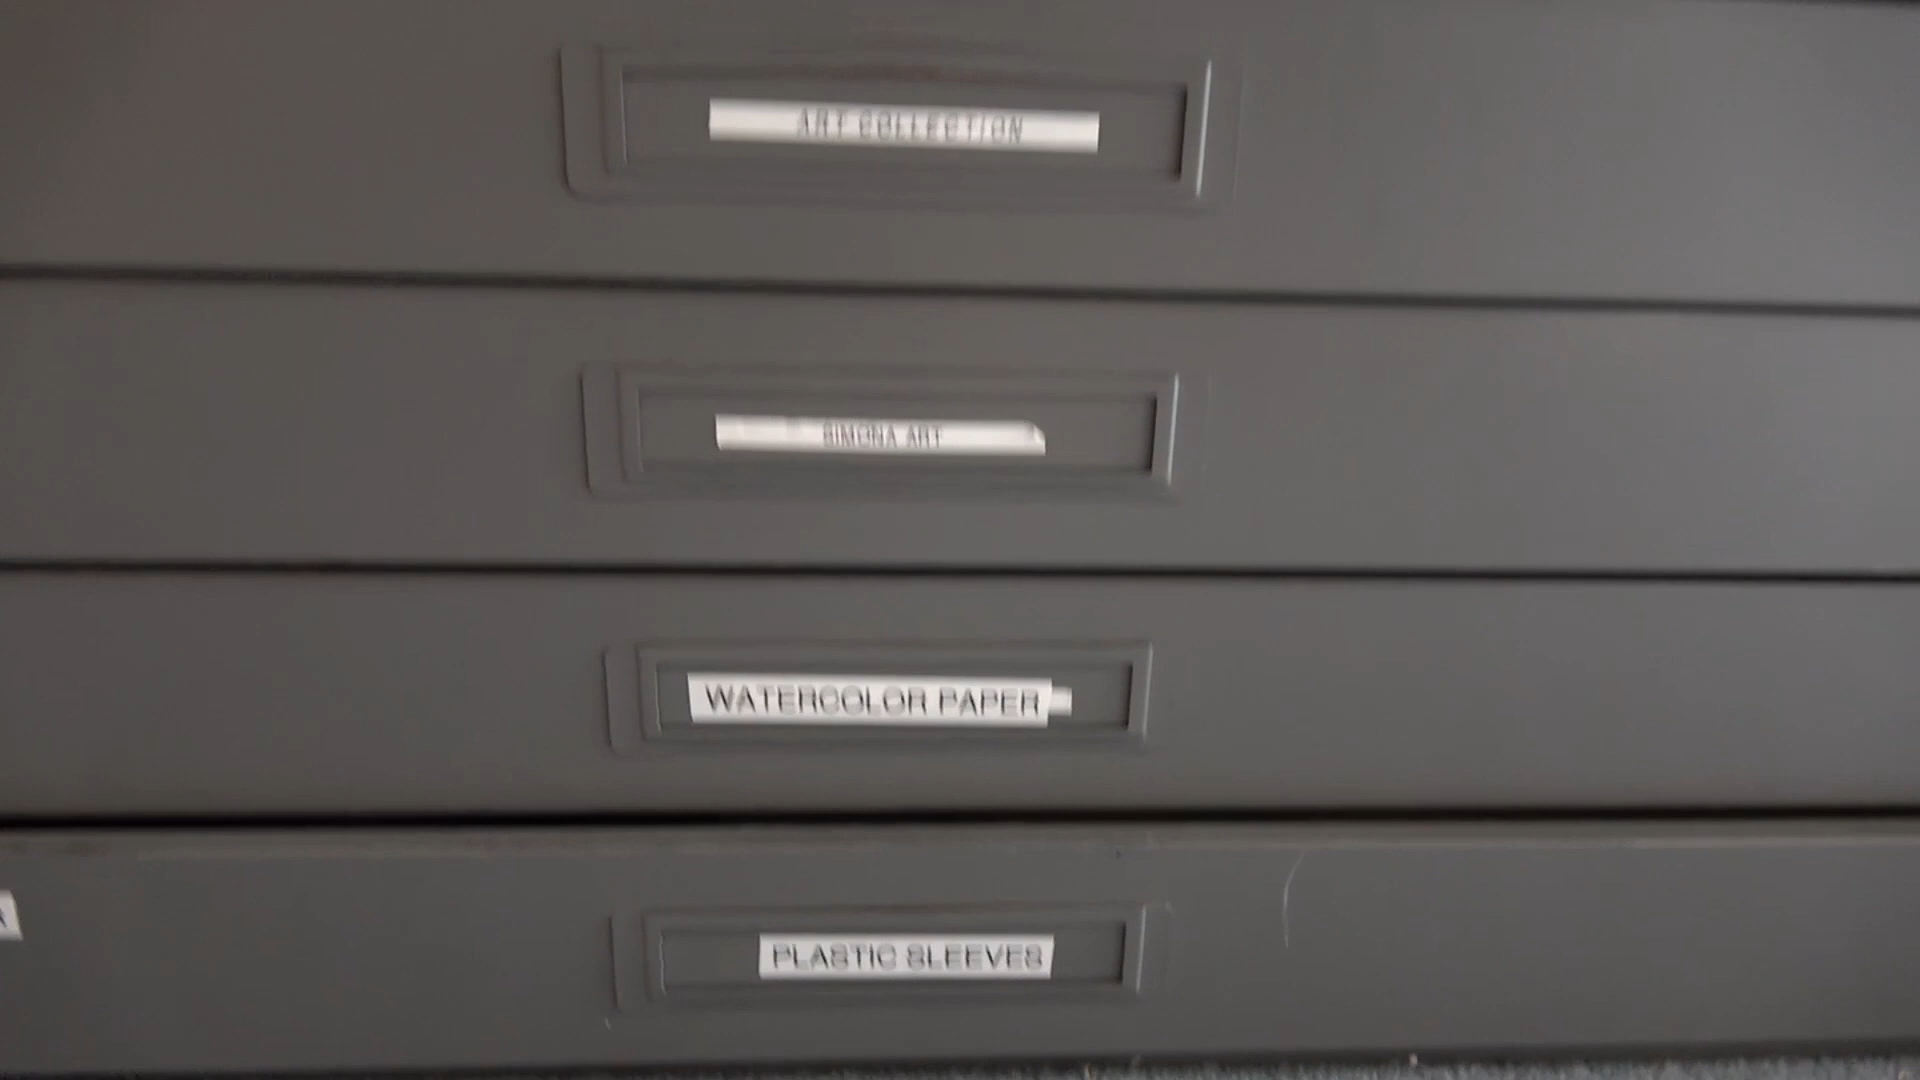 ART COLLECTION
SIMONA ART
WATERCOLOR PAPER
PLASTIC SLEEVES
A